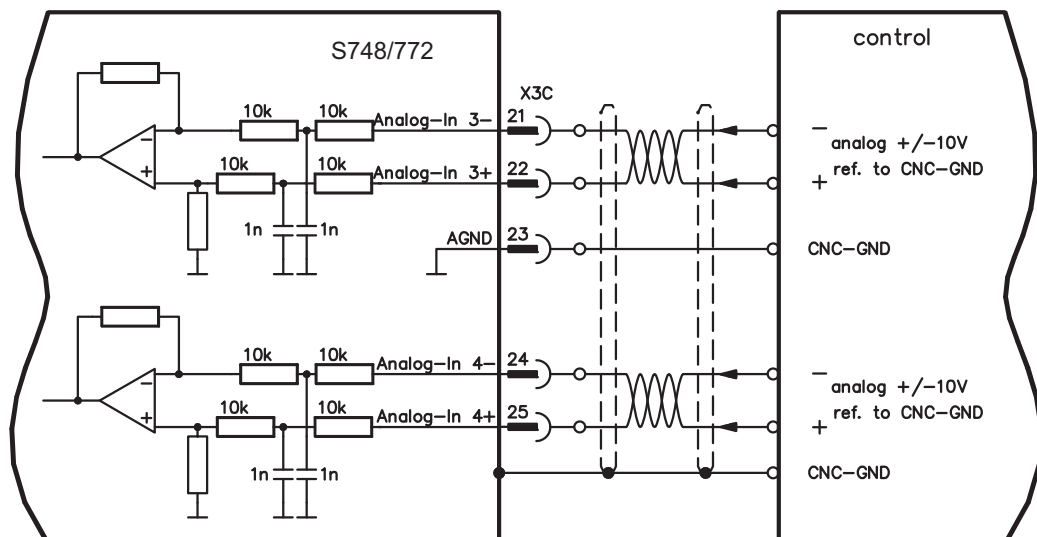 S748/772
control
X3C
10k 10k Analog-In 3- 21
- analog +/-10V
10k 10k Analog-In 3+ 22
+ ref. to CNC-GND
1n 1n
AGND 23
CNC-GND
10k 10k Analog-In 4- 24
- analog +/-10V
10k 10k Analog-In 4+ 25
+ ref. to CNC-GND
1n 1n
CNC-GND
-
+
-
+